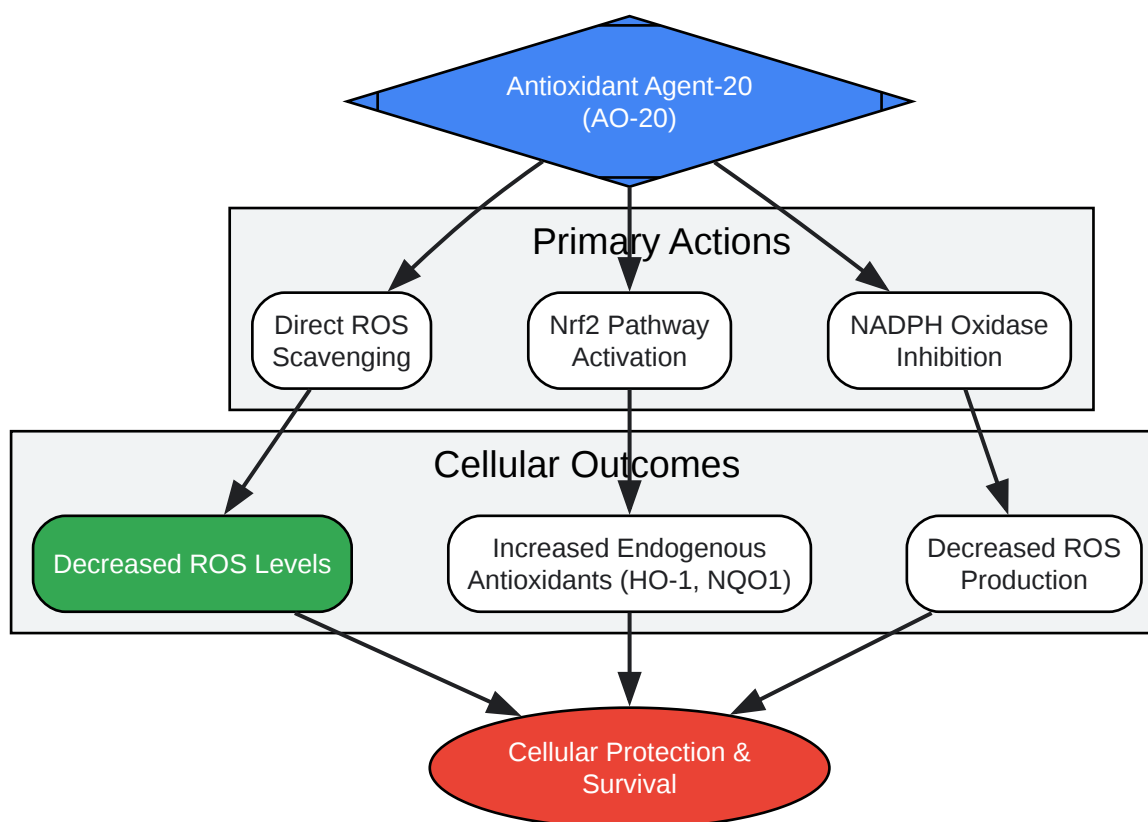 Antioxidant Agent-20
(AO-20)
Primary Actions
Direct ROS
Scavenging
Nrf2 Pathway
Activation
NADPH Oxidase
Inhibition
Cellular Outcomes
Decreased ROS Levels
Increased Endogenous
Antioxidants (HO-1, NQO1)
Decreased ROS
Production
Cellular Protection &
Survival